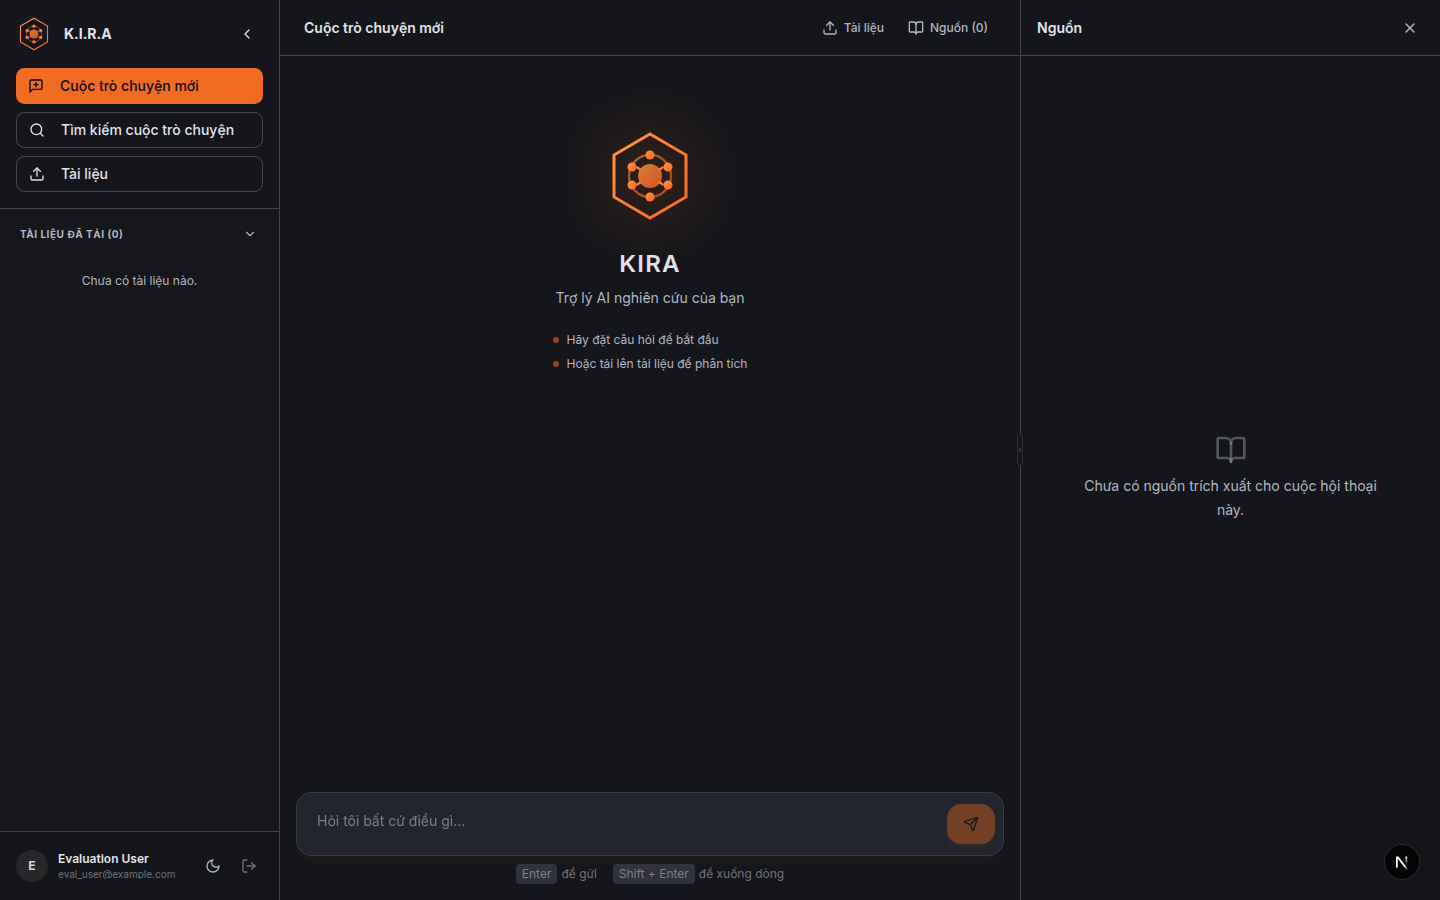 K.I.R.A
Cuộc trò chuyện mới
Tìm kiếm cuộc trò chuyện
Tài liệu
TÀI LIỆU ĐÃ TẢI (0)
Chưa có tài liệu nào.
E
Evaluation User
eval_user@example.com
Cuộc trò chuyện mới
Tài liệu
Nguồn (0)
KIRA
Trợ lý AI nghiên cứu của bạn
Hãy đặt câu hỏi để bắt đầu
Hoặc tải lên tài liệu để phân tích
Hỏi tôi bất cứ điều gì...
Enter để gửi Shift + Enter để xuống dòng
Nguồn
Chưa có nguồn trích xuất cho cuộc hội thoại
này.
N